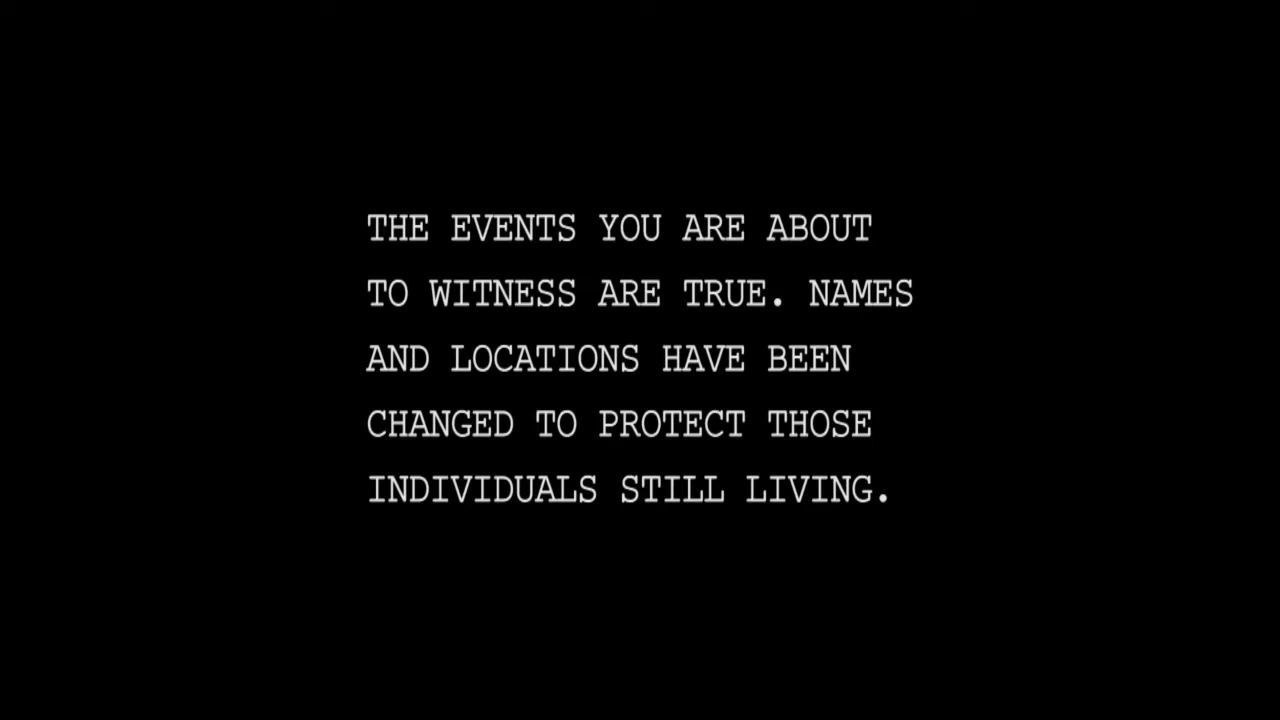 THE EVENTS YOU ARE ABOUT
TO WITNESS ARE TRUE. NAMES
AND LOCATIONS HAVE BEEN
CHANGED TO PROTECT THOSE
INDIVIDUALS STILL LIVING.